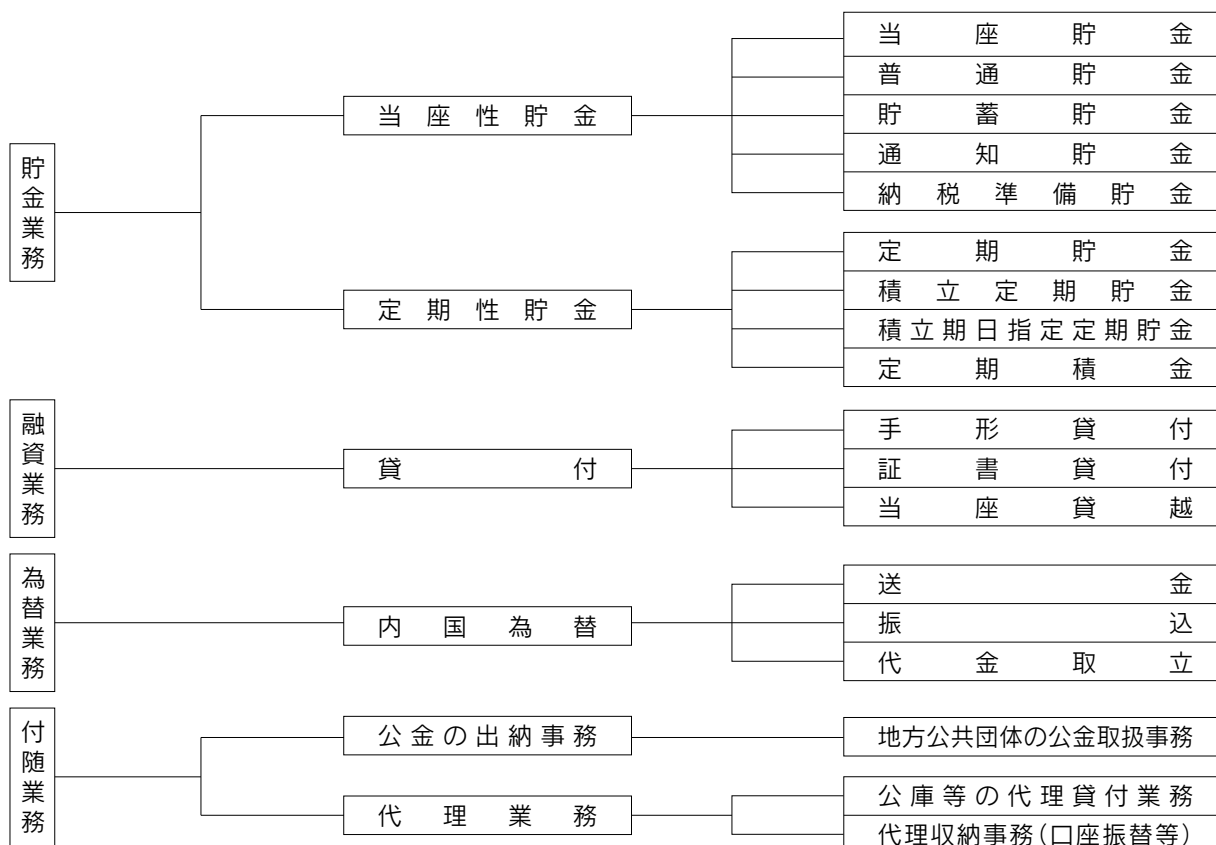 貯金業務
当座性貯金
当座貯金
普通貯金
貯蓄貯金
通知貯金
納税準備貯金
定期性貯金
定期貯金
積立定期貯金
積立期日指定定期貯金
定期積金
融資業務
貸付
手形貸付
証書貸付
当座貸越
為替業務
内国為替
送金
振込
代金取立
付随業務
公金の出納事務
地方公共団体の公金取扱事務
代理業務
公庫等の代理貸付業務
代理収納事務(口座振替等)